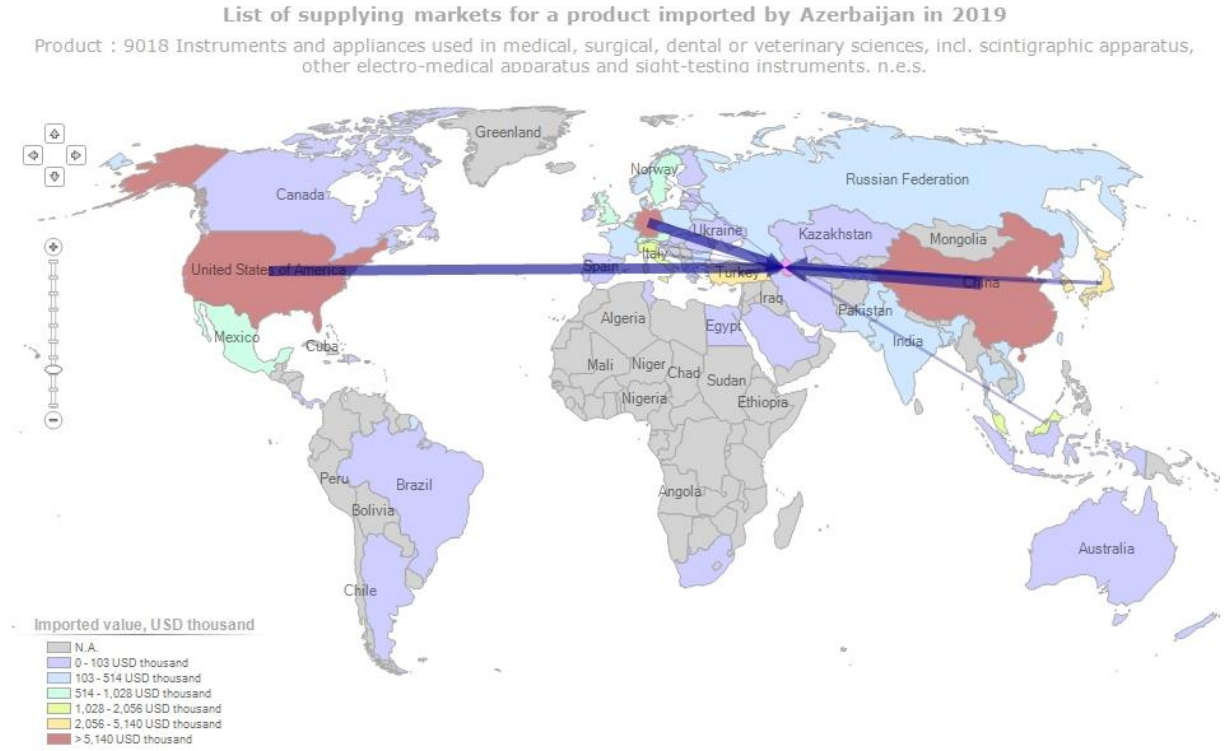 List of supplying markets for a product imported by Azerbaijan in 2019
Product : 9018 Instruments and appliances used in medical, surgical, dental or veterinary sciences, incl. scintigraphic apparatus,
other electro-medical apparatus and sight-testing instruments, n.e.s.
Greenland
Norway
Russian Federation
Canada
Ukraine
Kazakhstan
Mongolia
Italy
Spain
United States of America
Turkey
China
Iraq
Pakistan
Algeria
Egypt
India
Mexico
Cuba
Mali
Niger
Chad
Sudan
Nigeria
Ethiopia
Peru
Brazil
Angola
Bolivia
Australia
Chile
Imported value, USD thousand
N.A.
0 - 103 USD thousand
103 - 514 USD thousand
514 - 1,028 USD thousand
1,028 - 2,056 USD thousand
2,056 - 5,140 USD thousand
> 5,140 USD thousand